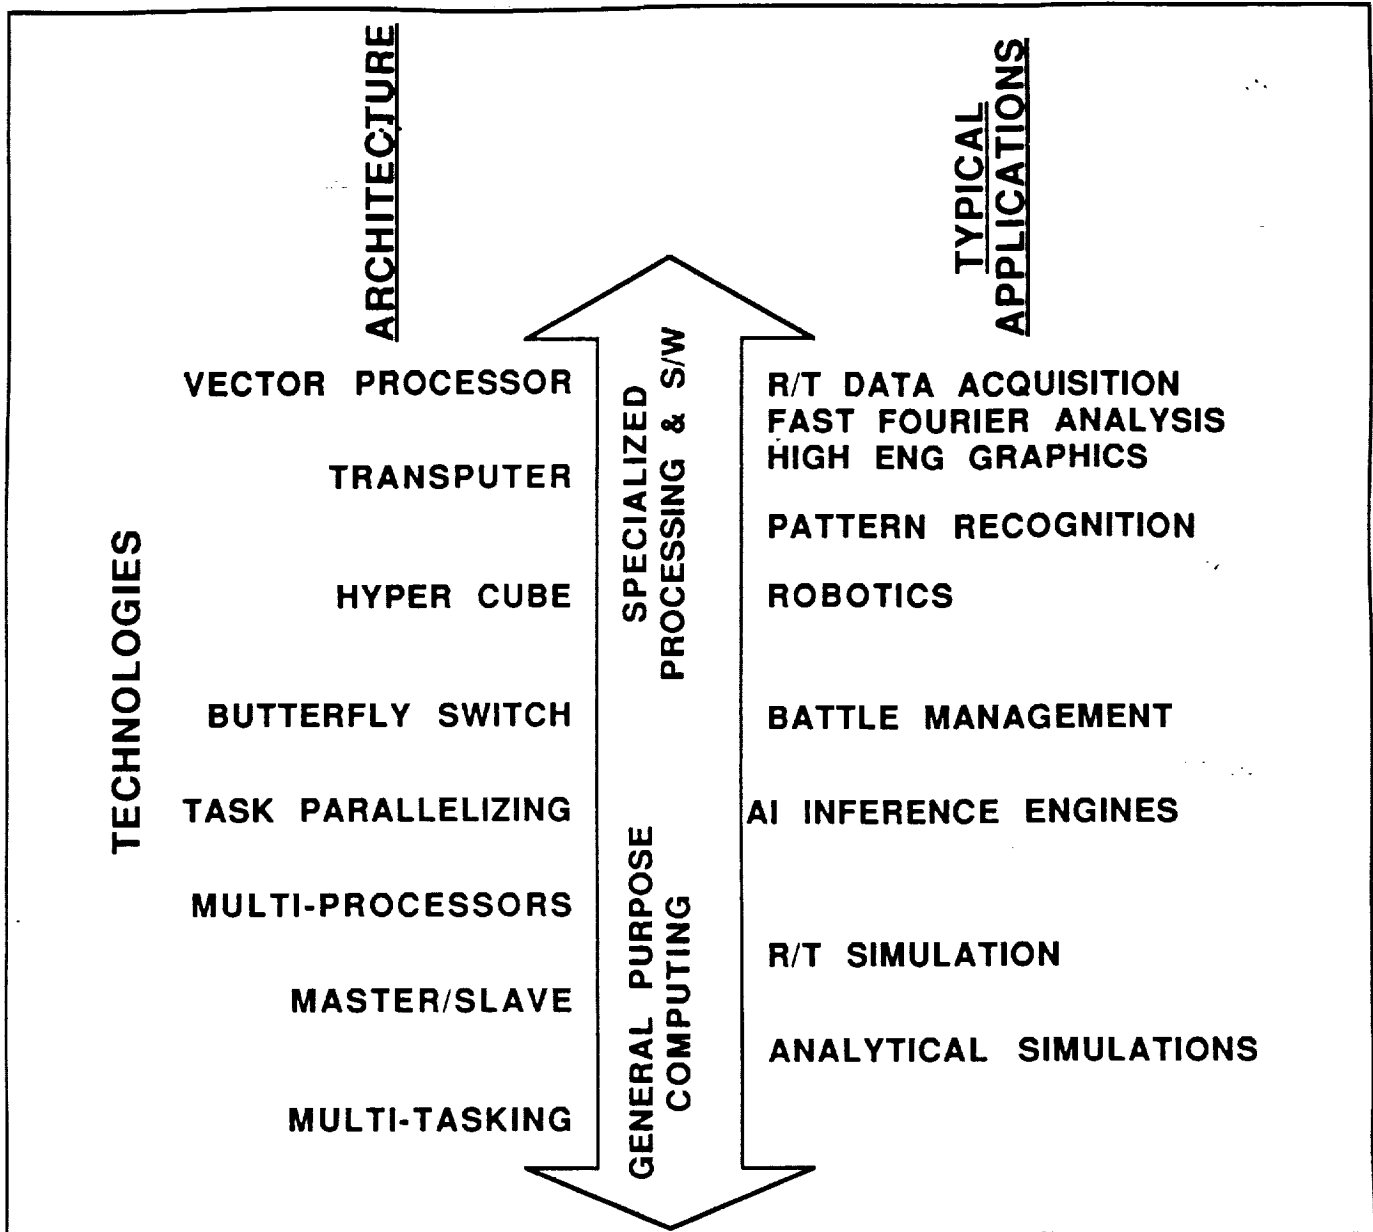 ARCHITECTURE
TYPICAL
APPLICATIONS
TECHNOLOGIES
VECTOR PROCESSOR
TRANSPUTER
HYPER CUBE
BUTTERFLY SWITCH
TASK PARALLELIZING
MULTI-PROCESSORS
MASTER/SLAVE
MULTI-TASKING
SPECIALIZED
PROCESSING & S/W
GENERAL PURPOSE
COMPUTING
R/T DATA ACQUISITION
FAST FOURIER ANALYSIS
HIGH ENG GRAPHICS
PATTERN RECOGNITION
ROBOTICS
BATTLE MANAGEMENT
AI INFERENCE ENGINES
R/T SIMULATION
ANALYTICAL SIMULATIONS